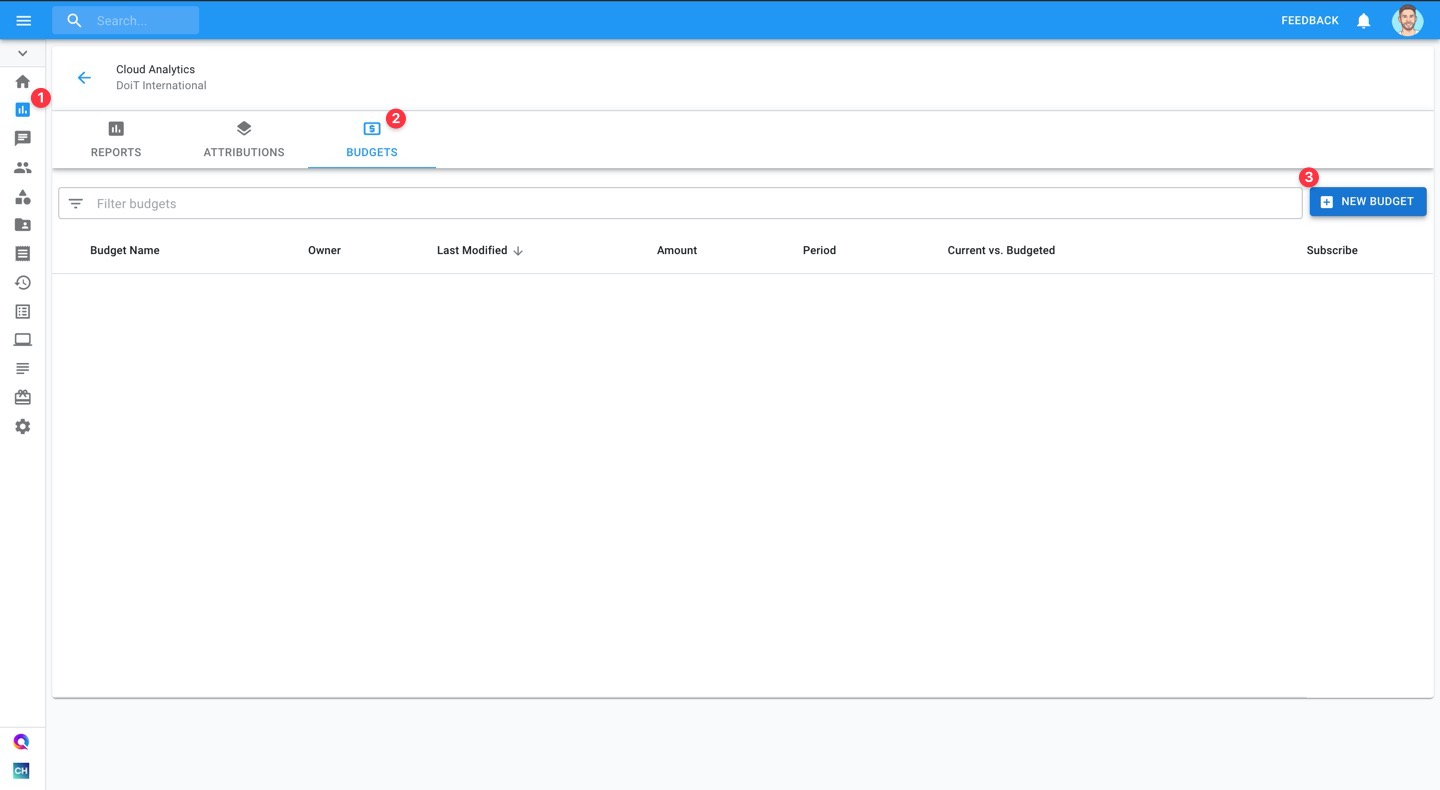 Search...
FEEDBACK
1
Cloud Analytics
DoiT International
2
REPORTS
ATTRIBUTIONS
BUDGETS
3
Filter budgets
NEW BUDGET
Budget Name
Owner
Last Modified
Amount
Period
Current vs. Budgeted
Subscribe
CH